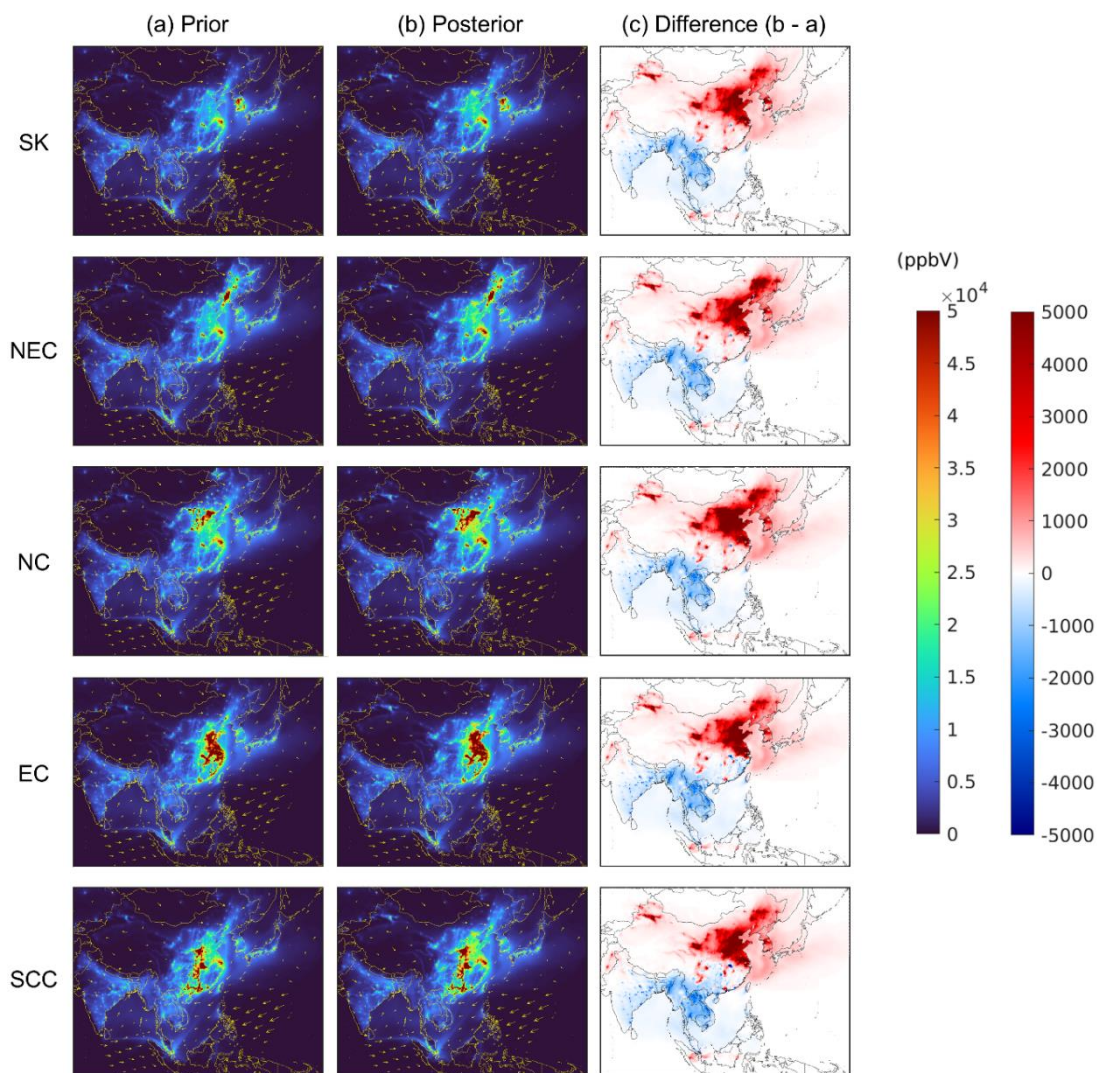 (a) Prior (b) Posterior (c) Difference (b - a)
SK
NEC
NC
EC
SCC
(ppbV)
×10⁴
5 5000
4.5 4000
4 3000
3.5 2000
3 1000
2.5 0
2 -1000
1.5 -2000
1 -3000
0.5 -4000
0 -5000